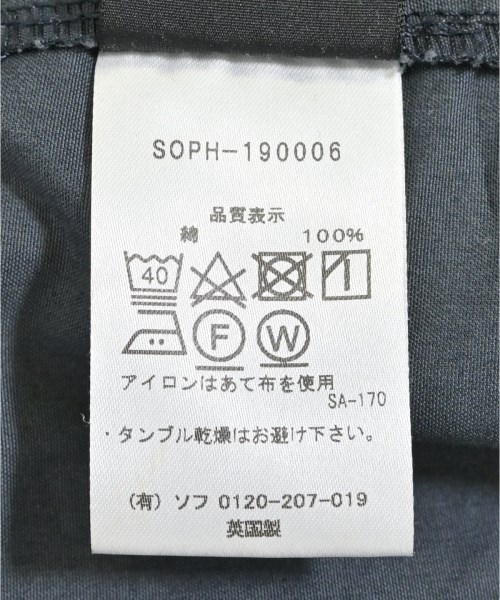 SOPH-190006
品質表示
綿 100%
40
F W
アイロンはあて布を使用
SA-170
・タンブル乾燥はお避け下さい。
(有) ソフ 0120-207-019
英国製